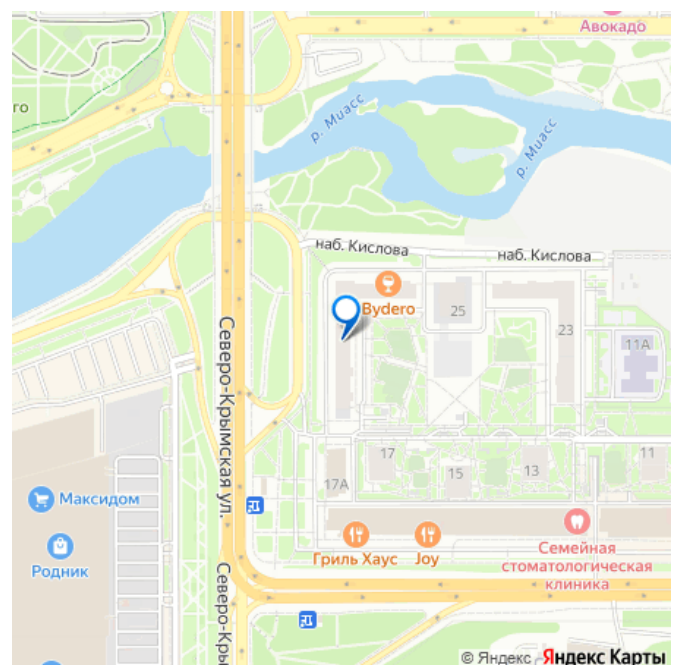 Авокадо
го
р. Миасс
р. Миасс
наб. Кислова
наб. Кислова
Bydero
25
23
11А
Северо-Крымская ул.
17
15
13
11
17А
Максидом
Родник
Гриль Хаус
Joy
Семейная
стоматологическая
клиника
Северо-Кры
© Яндекс Яндекс Карты